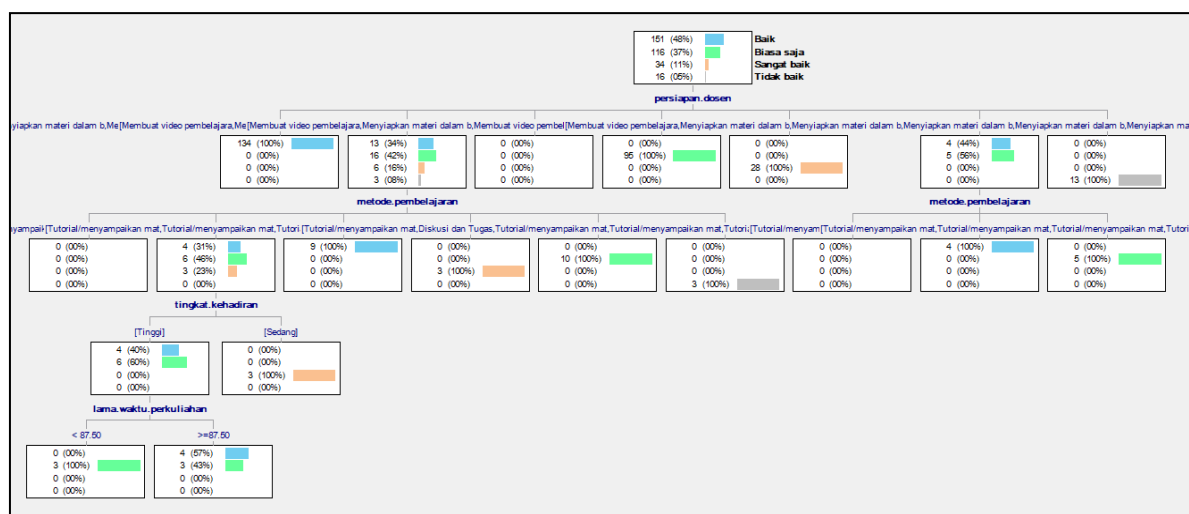 151 (48%) Baik
116 (37%) Biasa saja
34 (11%) Sangat baik
16 (05%) Tidak baik
persiapan.dosen
yiapkan materi dalam b,Me[Membuat video pembelajara,Me[Membuat video pembelajara,Menyiapkan materi dalam b,Membuat video pembel[Membuat video pembelajara,Menyiapkan materi dalam b,Menyiapkan materi dalam b,Menyiapkan materi dalam b,Menyiapkan materi dalam b,Menyiapkan ma
134 (100%) 13 (34%) 0 (00%) 0 (00%) 0 (00%) 4 (44%) 0 (00%)
0 (00%) 16 (42%) 0 (00%) 95 (100%) 0 (00%) 5 (56%) 0 (00%)
0 (00%) 6 (16%) 0 (00%) 0 (00%) 28 (100%) 0 (00%) 0 (00%)
0 (00%) 3 (08%) 0 (00%) 0 (00%) 0 (00%) 0 (00%) 13 (100%)
metode.pembelajaran metode.pembelajaran
nyampaik[Tutorial/menyampaikan mat,Tutorial/menyampaikan mat,Tutori [Tutorial/menyampaikan mat,Diskusi dan Tugas,Tutorial/menyampaikan mat,Tutorial/menyampaikan mat,Tutoria[Tutorial/menyam[Tutorial/menyampaikan mat,Tutorial/menyampaikan mat,Tutorial/menyampaikan mat,Tutor
0 (00%) 4 (31%) 9 (100%) 0 (00%) 0 (00%) 0 (00%) 0 (00%) 4 (100%) 0 (00%)
0 (00%) 6 (46%) 0 (00%) 0 (00%) 10 (100%) 0 (00%) 0 (00%) 0 (00%) 5 (100%)
0 (00%) 3 (23%) 0 (00%) 3 (100%) 0 (00%) 0 (00%) 0 (00%) 0 (00%) 0 (00%)
0 (00%) 0 (00%) 0 (00%) 0 (00%) 0 (00%) 3 (100%) 0 (00%) 0 (00%) 0 (00%)
tingkat.kehadiran
[Tinggi] [Sedang]
4 (40%) 0 (00%)
6 (60%) 0 (00%)
0 (00%) 3 (100%)
0 (00%) 0 (00%)
lama.waktu.perkuliahan
< 87.50 >=87.50
0 (00%) 4 (57%)
3 (100%) 3 (43%)
0 (00%) 0 (00%)
0 (00%) 0 (00%)